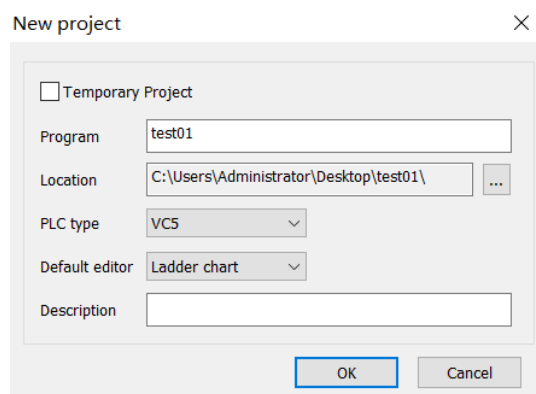 New project
Temporary Project
Program test01
Location C:\Users\Administrator\Desktop\test01\ ...
PLC type VC5
Default editor Ladder chart
Description
OK Cancel